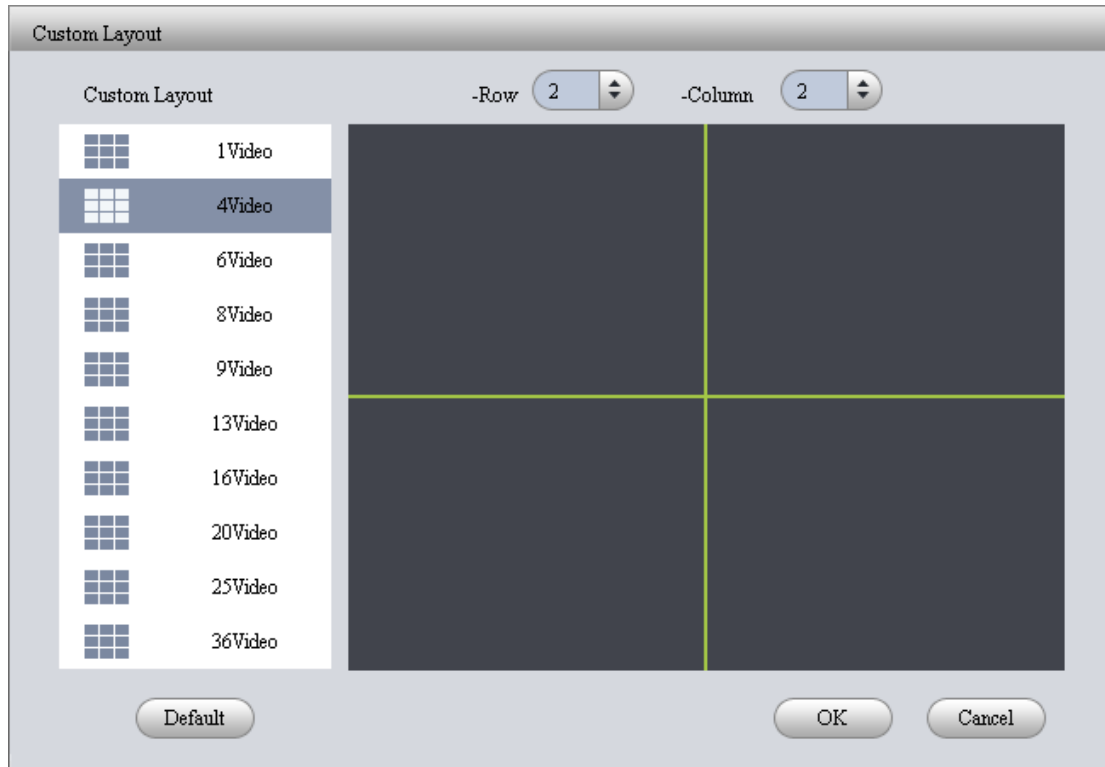 Custom Layout
Custom Layout -Row 2 -Column 2
1Video
4Video
6Video
8Video
9Video
13Video
16Video
20Video
25Video
36Video
Default OK Cancel